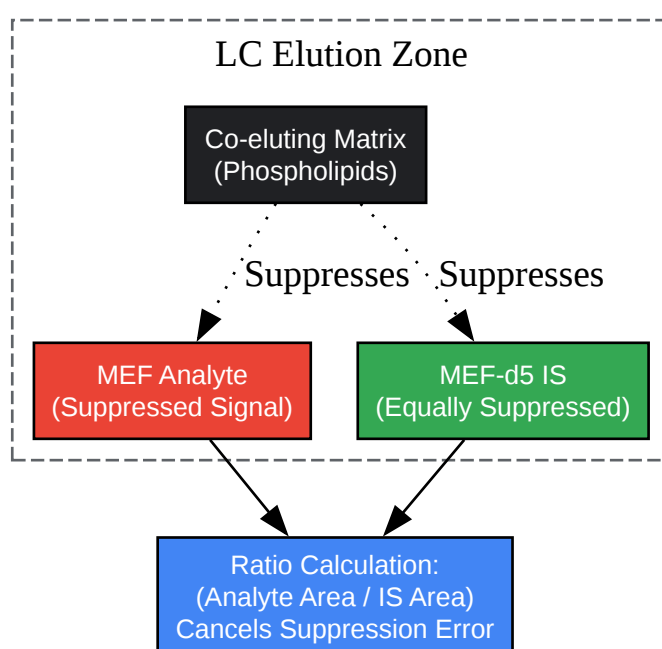 LC Elution Zone
Co-eluting Matrix
(Phospholipids)
Suppresses
Suppresses
MEF Analyte
(Suppressed Signal)
MEF-d5 IS
(Equally Suppressed)
Ratio Calculation:
(Analyte Area / IS Area)
Cancels Suppression Error